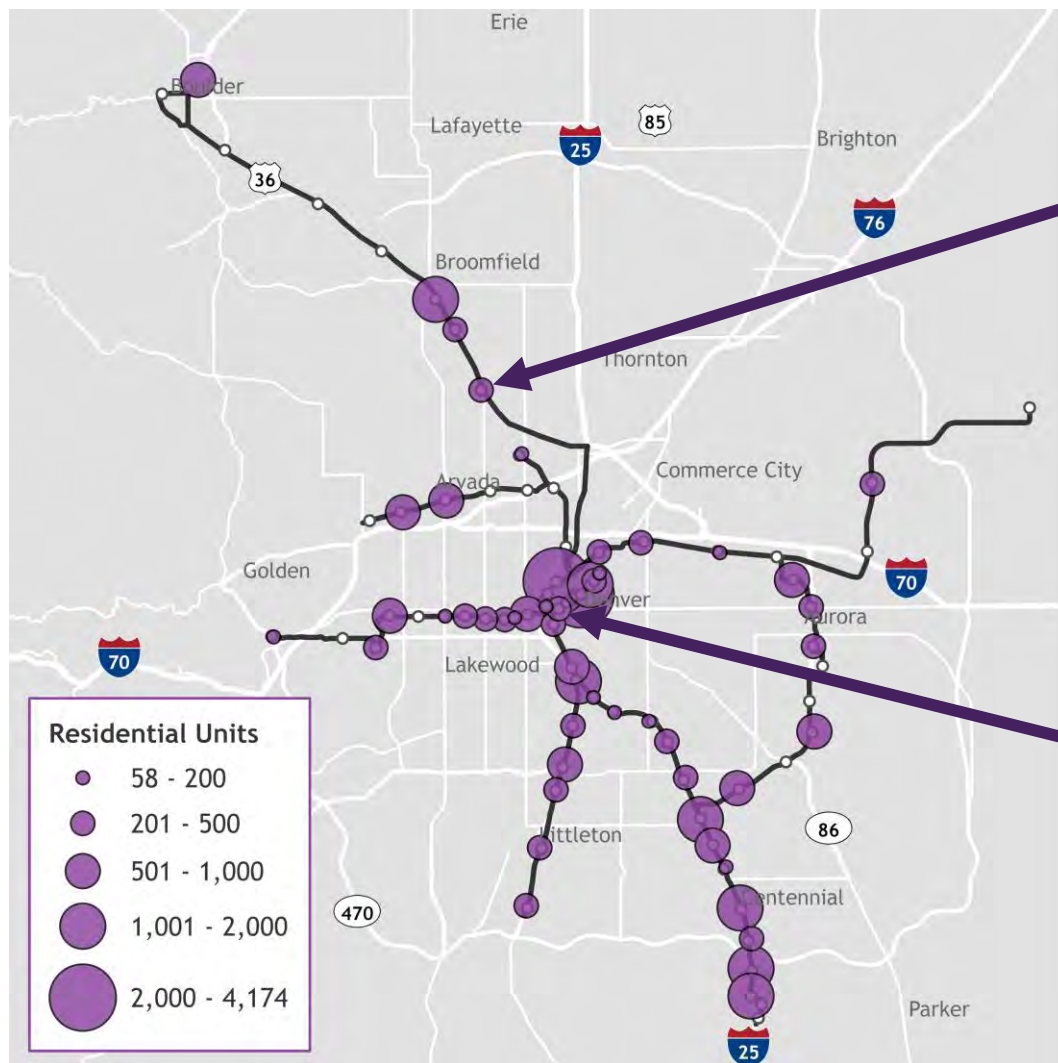 Erie
Boulder
Lafayette
85
25
Brighton
36
76
Broomfield
Thornton
Commerce City
Arvada
Golden
70
Denver
Aurora
70
Lakewood
Residential Units
58 - 200
201 - 500
501 - 1,000
1,001 - 2,000
2,000 - 4,174
Littleton
86
Centennial
470
Parker
25